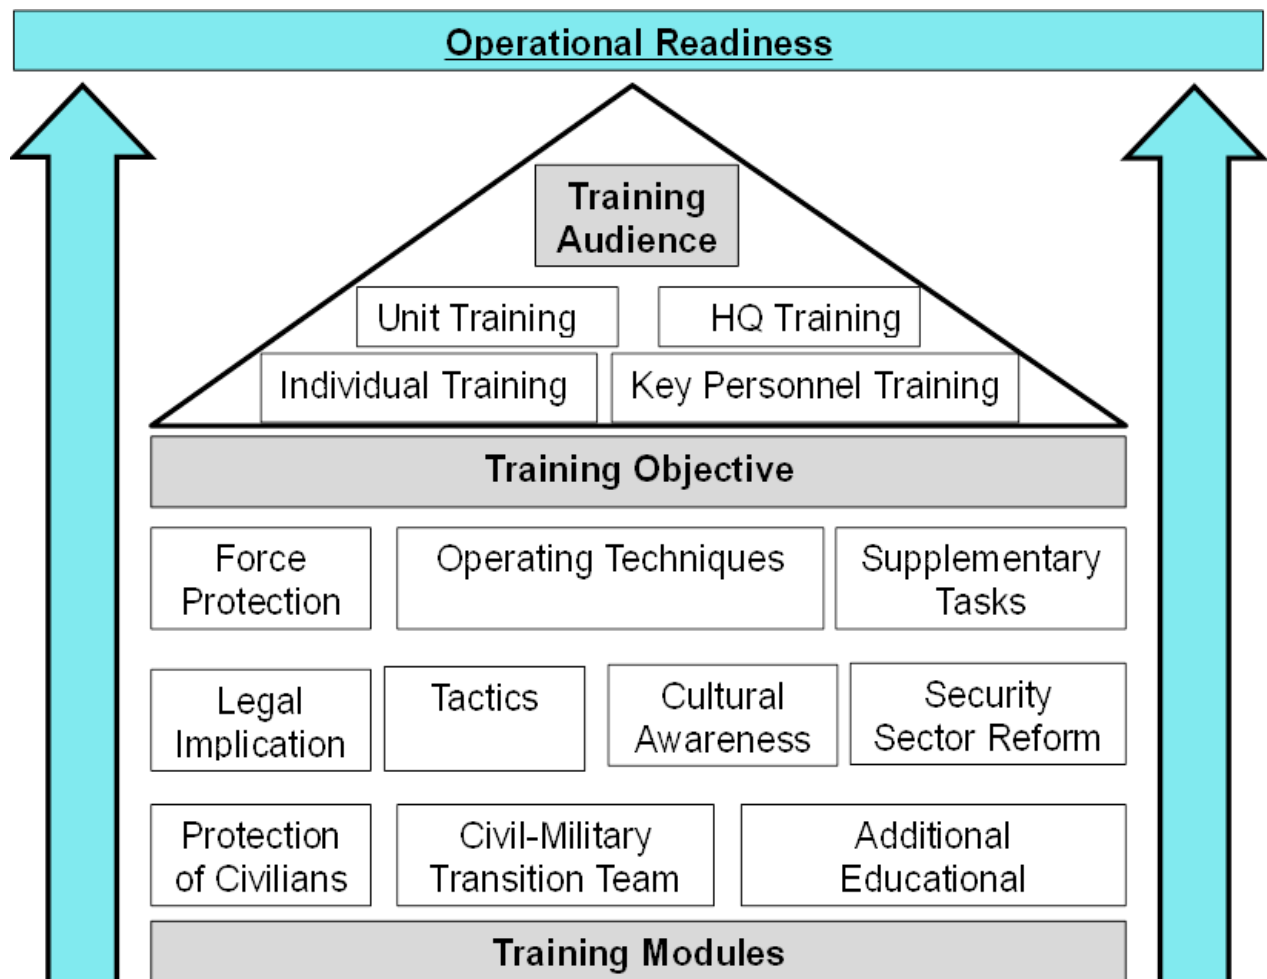 Operational Readiness
Training
Audience
Unit Training
HQ Training
Individual Training
Key Personnel Training
Training Objective
Force
Protection
Operating Techniques
Supplementary
Tasks
Legal
Implication
Tactics
Cultural
Awareness
Security
Sector Reform
Protection
of Civilians
Civil-Military
Transition Team
Additional
Educational
Training Modules